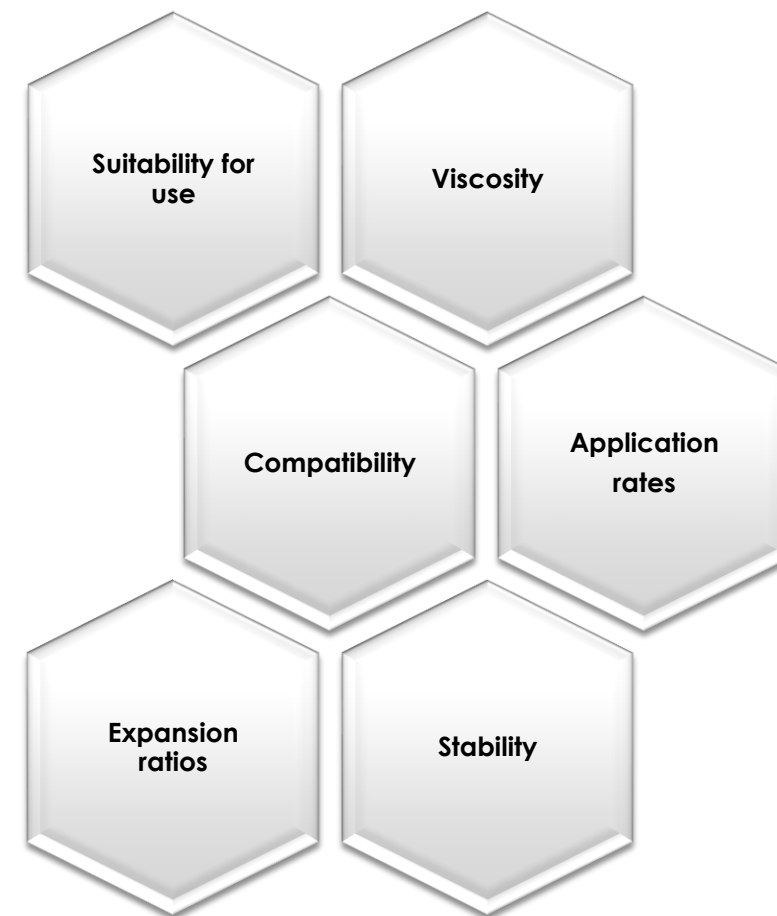 Suitability for
use
Viscosity
Compatibility
Application
rates
Expansion
ratios
Stability